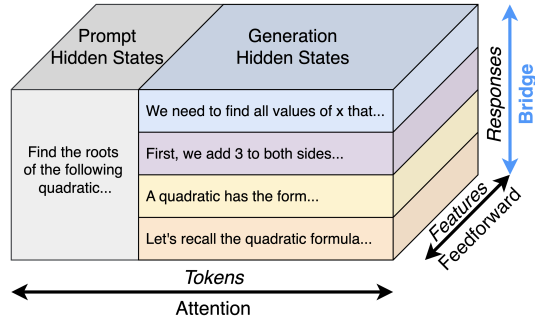 Prompt
Hidden States
Generation
Hidden States
Find the roots
of the following
quadratic...
We need to find all values of x that...
First, we add 3 to both sides...
A quadratic has the form...
Let's recall the quadratic formula...
Responses
Bridge
Features
Feedforward
Tokens
Attention